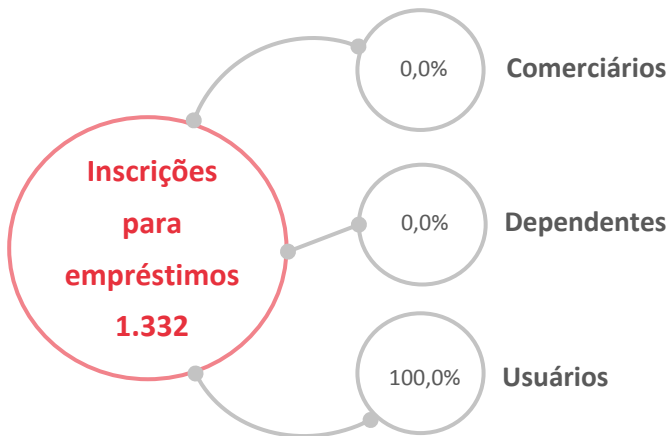 Inscrições
para
empréstimos
1.332
0,0%
Comerciários
0,0%
Dependentes
100,0%
Usuários